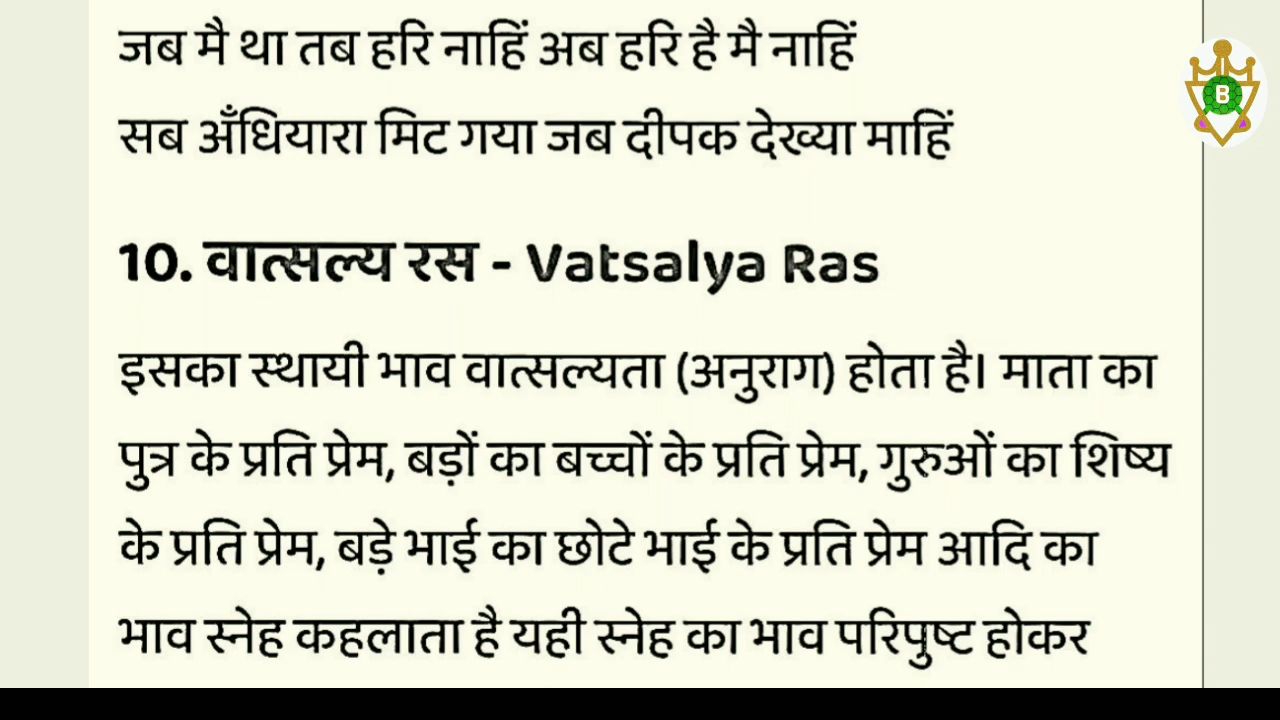 जब मै था तब हरि नाहिं अब हरि है मै नाहिं
सब अँधियारा मिट गया जब दीपक देख्या माहिं
10. वात्सल्य रस - Vatsalya Ras
इसका स्थायी भाव वात्सल्यता (अनुराग) होता है। माता का
पुत्र के प्रति प्रेम, बड़ों का बच्चों के प्रति प्रेम, गुरुओं का शिष्य
के प्रति प्रेम, बड़े भाई का छोटे भाई के प्रति प्रेम आदि का
भाव स्नेह कहलाता है यही स्नेह का भाव परिपुष्ट होकर
B